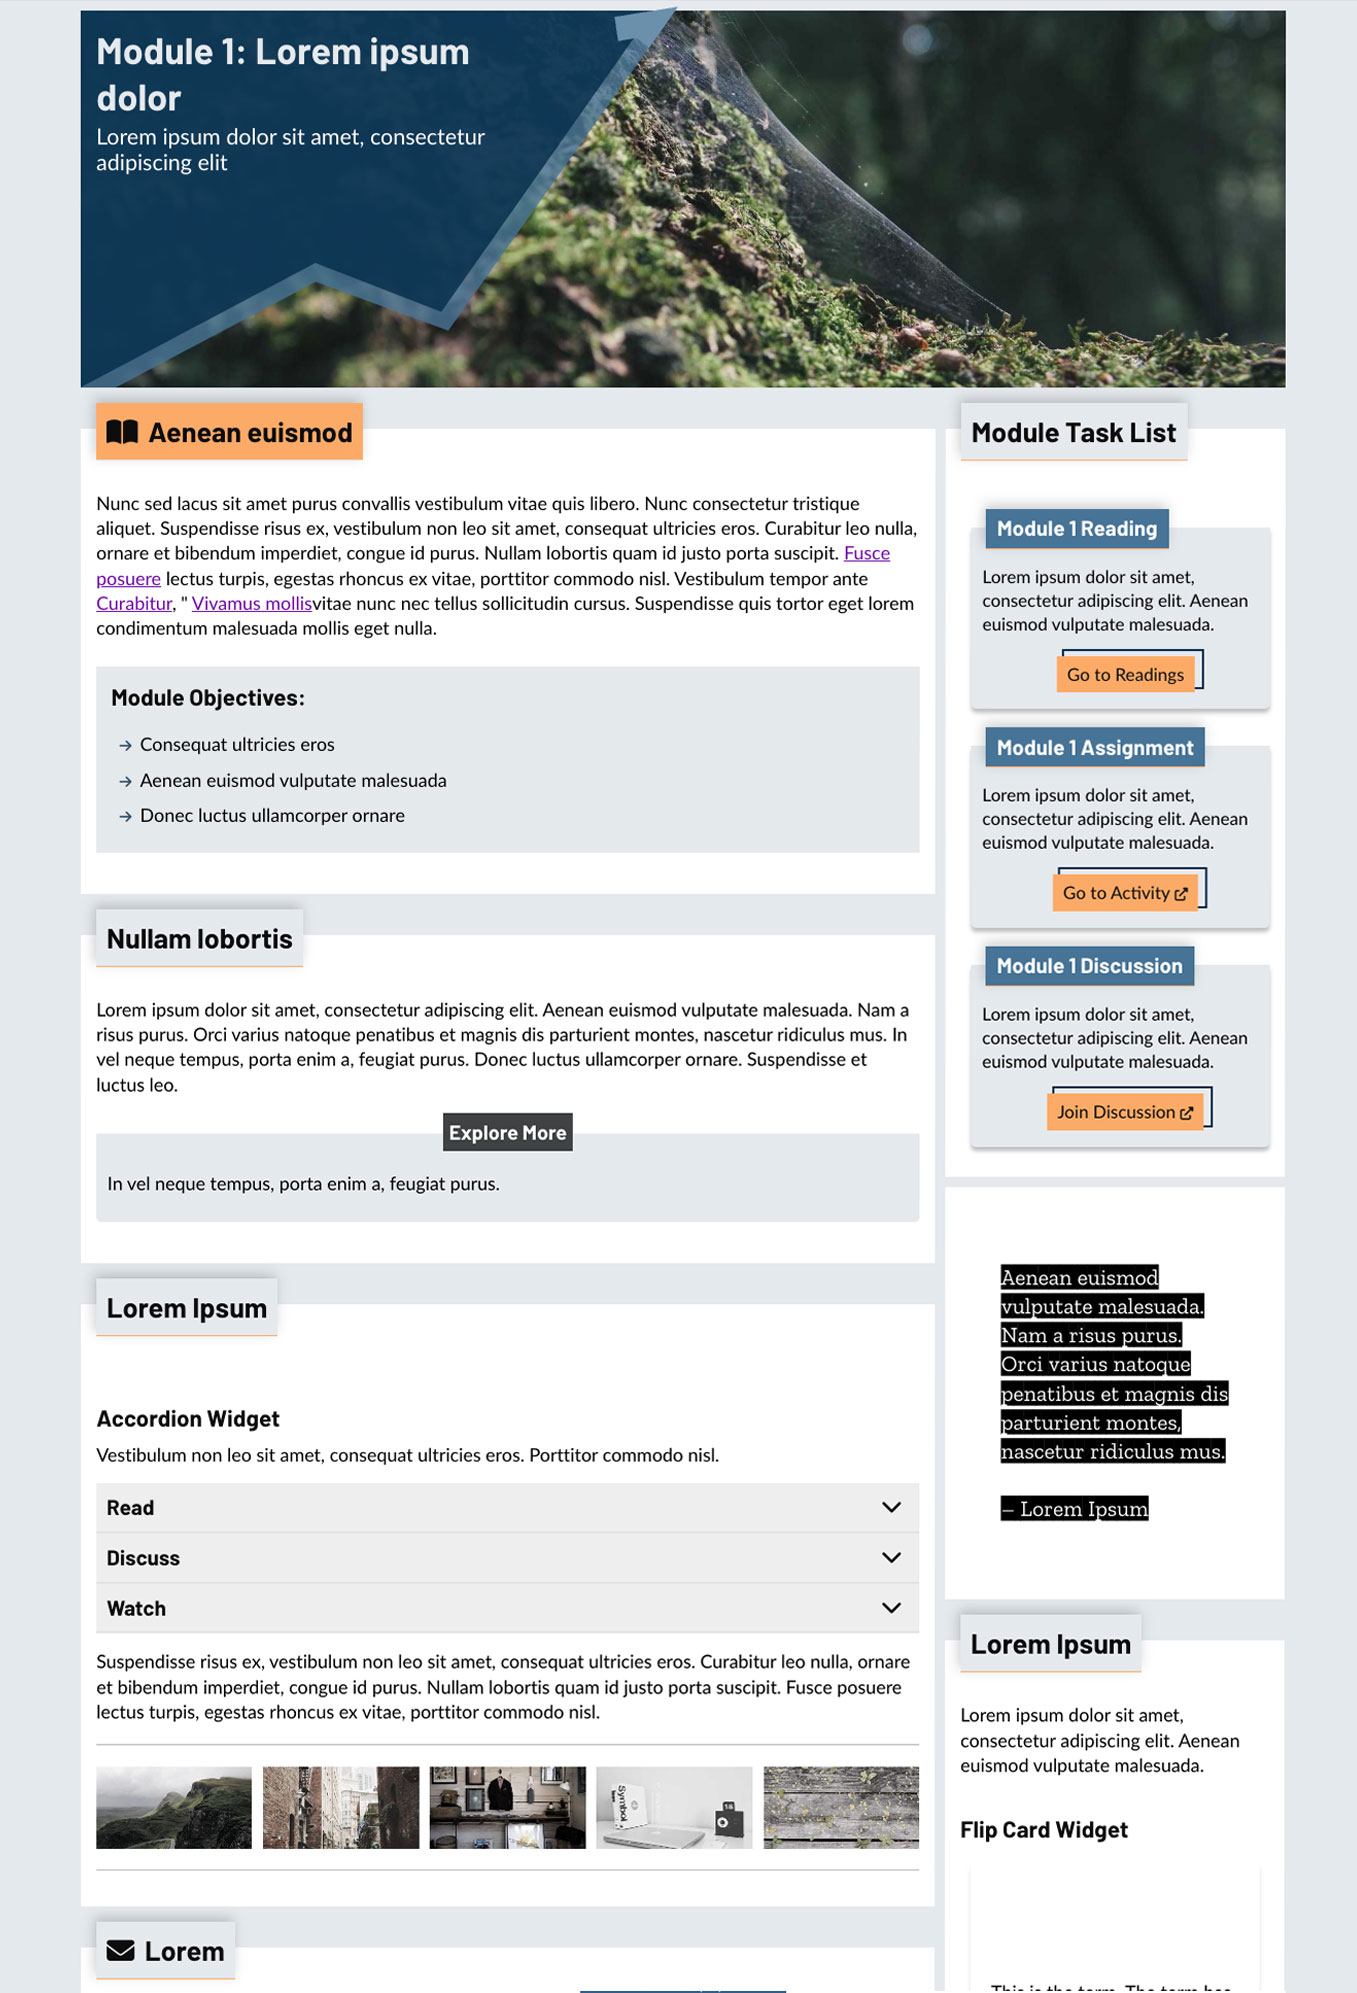 Module 1: Lorem ipsum
dolor
Lorem ipsum dolor sit amet, consectetur
adipiscing elit
Aenean euismod
Nunc sed lacus sit amet purus convallis vestibulum vitae quis libero. Nunc consectetur tristique
aliquet. Suspendisse risus ex, vestibulum non leo sit amet, consequat ultricies eros. Curabitur leo nulla,
ornare et bibendum imperdiet, congue id purus. Nullam lobortis quam id justo porta suscipit. Fusce
posuere lectus turpis, egestas rhoncus ex vitae, porttitor commodo nisl. Vestibulum tempor ante
Curabitur, " Vivamus mollisvitae nunc nec tellus sollicitudin cursus. Suspendisse quis tortor eget lorem
condimentum malesuada mollis eget nulla.
Module Objectives:
Consequat ultricies eros
Aenean euismod vulputate malesuada
Donec luctus ullamcorper ornare
Nullam lobortis
Lorem ipsum dolor sit amet, consectetur adipiscing elit. Aenean euismod vulputate malesuada. Nam a
risus purus. Orci varius natoque penatibus et magnis dis parturient montes, nascetur ridiculus mus. In
vel neque tempus, porta enim a, feugiat purus. Donec luctus ullamcorper ornare. Suspendisse et
luctus leo.
Explore More
In vel neque tempus, porta enim a, feugiat purus.
Lorem Ipsum
Accordion Widget
Vestibulum non leo sit amet, consequat ultricies eros. Porttitor commodo nisl.
Read
Discuss
Watch
Suspendisse risus ex, vestibulum non leo sit amet, consequat ultricies eros. Curabitur leo nulla, ornare
et bibendum imperdiet, congue id purus. Nullam lobortis quam id justo porta suscipit. Fusce posuere
lectus turpis, egestas rhoncus ex vitae, porttitor commodo nisl.
Symbol
Lorem
Module Task List
Module 1 Reading
Lorem ipsum dolor sit amet,
consectetur adipiscing elit. Aenean
euismod vulputate malesuada.
Go to Readings
Module 1 Assignment
Lorem ipsum dolor sit amet,
consectetur adipiscing elit. Aenean
euismod vulputate malesuada.
Go to Activity
Module 1 Discussion
Lorem ipsum dolor sit amet,
consectetur adipiscing elit. Aenean
euismod vulputate malesuada.
Join Discussion
Aenean euismod
vulputate malesuada.
Nam a risus purus.
Orci varius natoque
penatibus et magnis dis
parturient montes,
nascetur ridiculus mus.
– Lorem Ipsum
Lorem Ipsum
Lorem ipsum dolor sit amet,
consectetur adipiscing elit. Aenean
euismod vulputate malesuada.
Flip Card Widget
This is the term. The term has